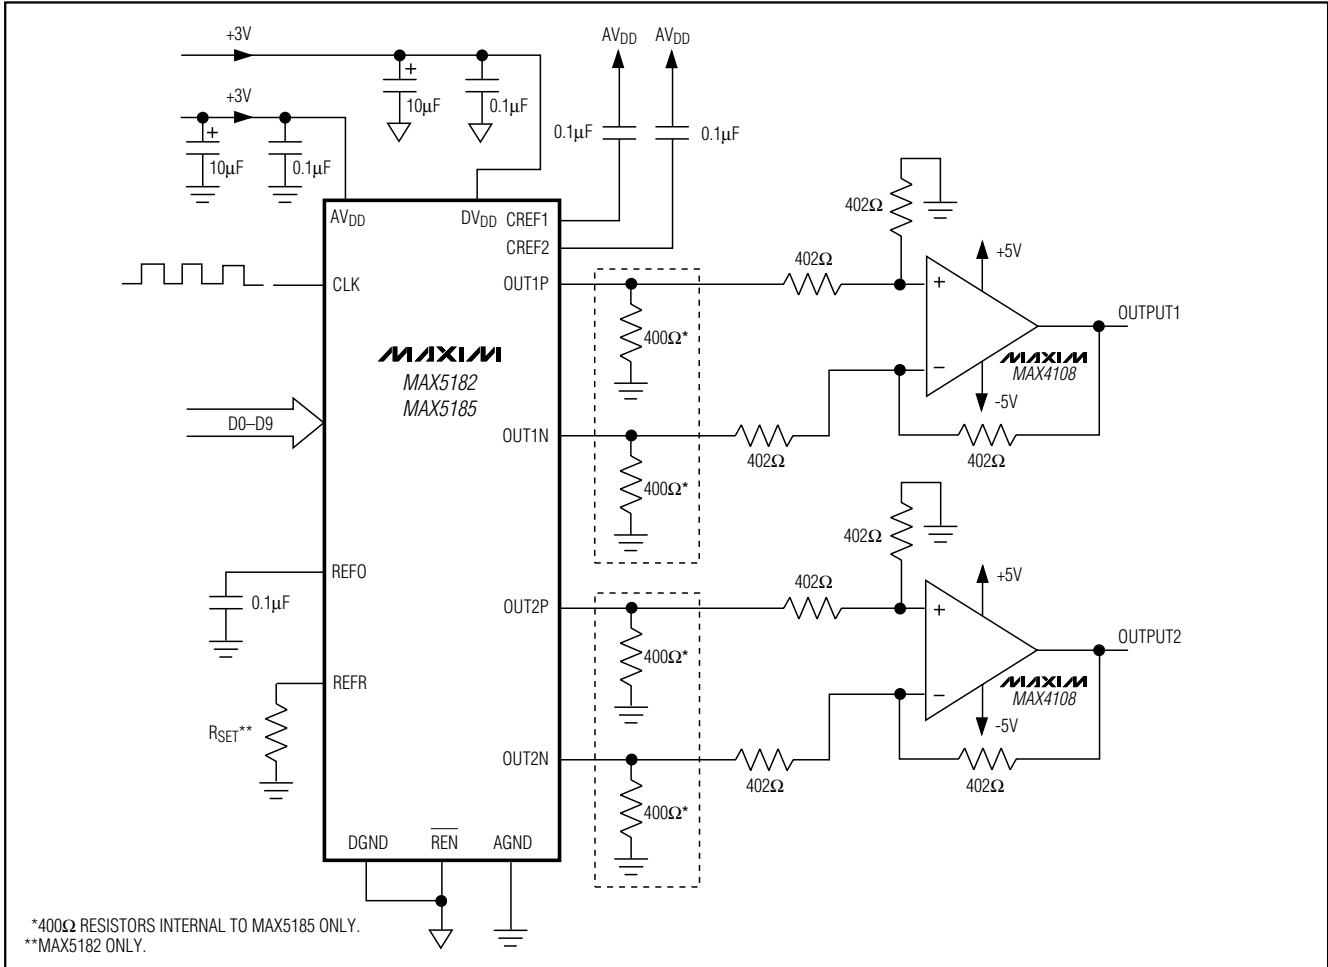 +3V
AVDD AVDD
+
10µF
0.1µF
+3V
0.1µF
0.1µF
+
10µF
0.1µF
402Ω
AVDD
DVDD
CREF1
CREF2
402Ω
+5V
CLK
OUT1P
+
OUTPUT1
400Ω*
MAXIM
MAX5182
MAX5185
MAXIM
MAX4108
−
-5V
D0–D9
OUT1N
402Ω
402Ω
400Ω*
402Ω
REFO
0.1µF
402Ω
+5V
OUT2P
+
OUTPUT2
400Ω*
REFR
MAXIM
MAX4108
−
-5V
RSET**
OUT2N
402Ω
402Ω
400Ω*
DGND
REN
AGND
*400Ω RESISTORS INTERNAL TO MAX5185 ONLY.
**MAX5182 ONLY.